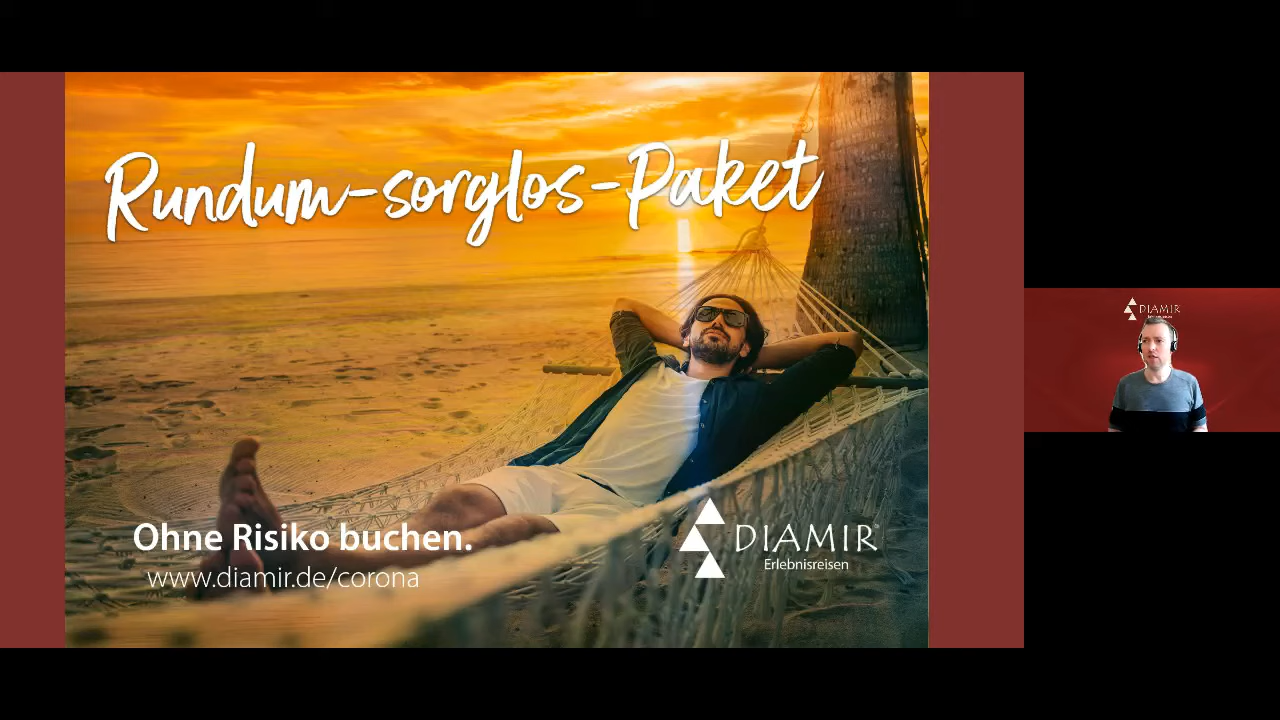 Rundum-sorglos-Paket
Ohne Risiko buchen.
www.diamir.de/corona
DIAMIR®
Erlebnisreisen
DIAMIR